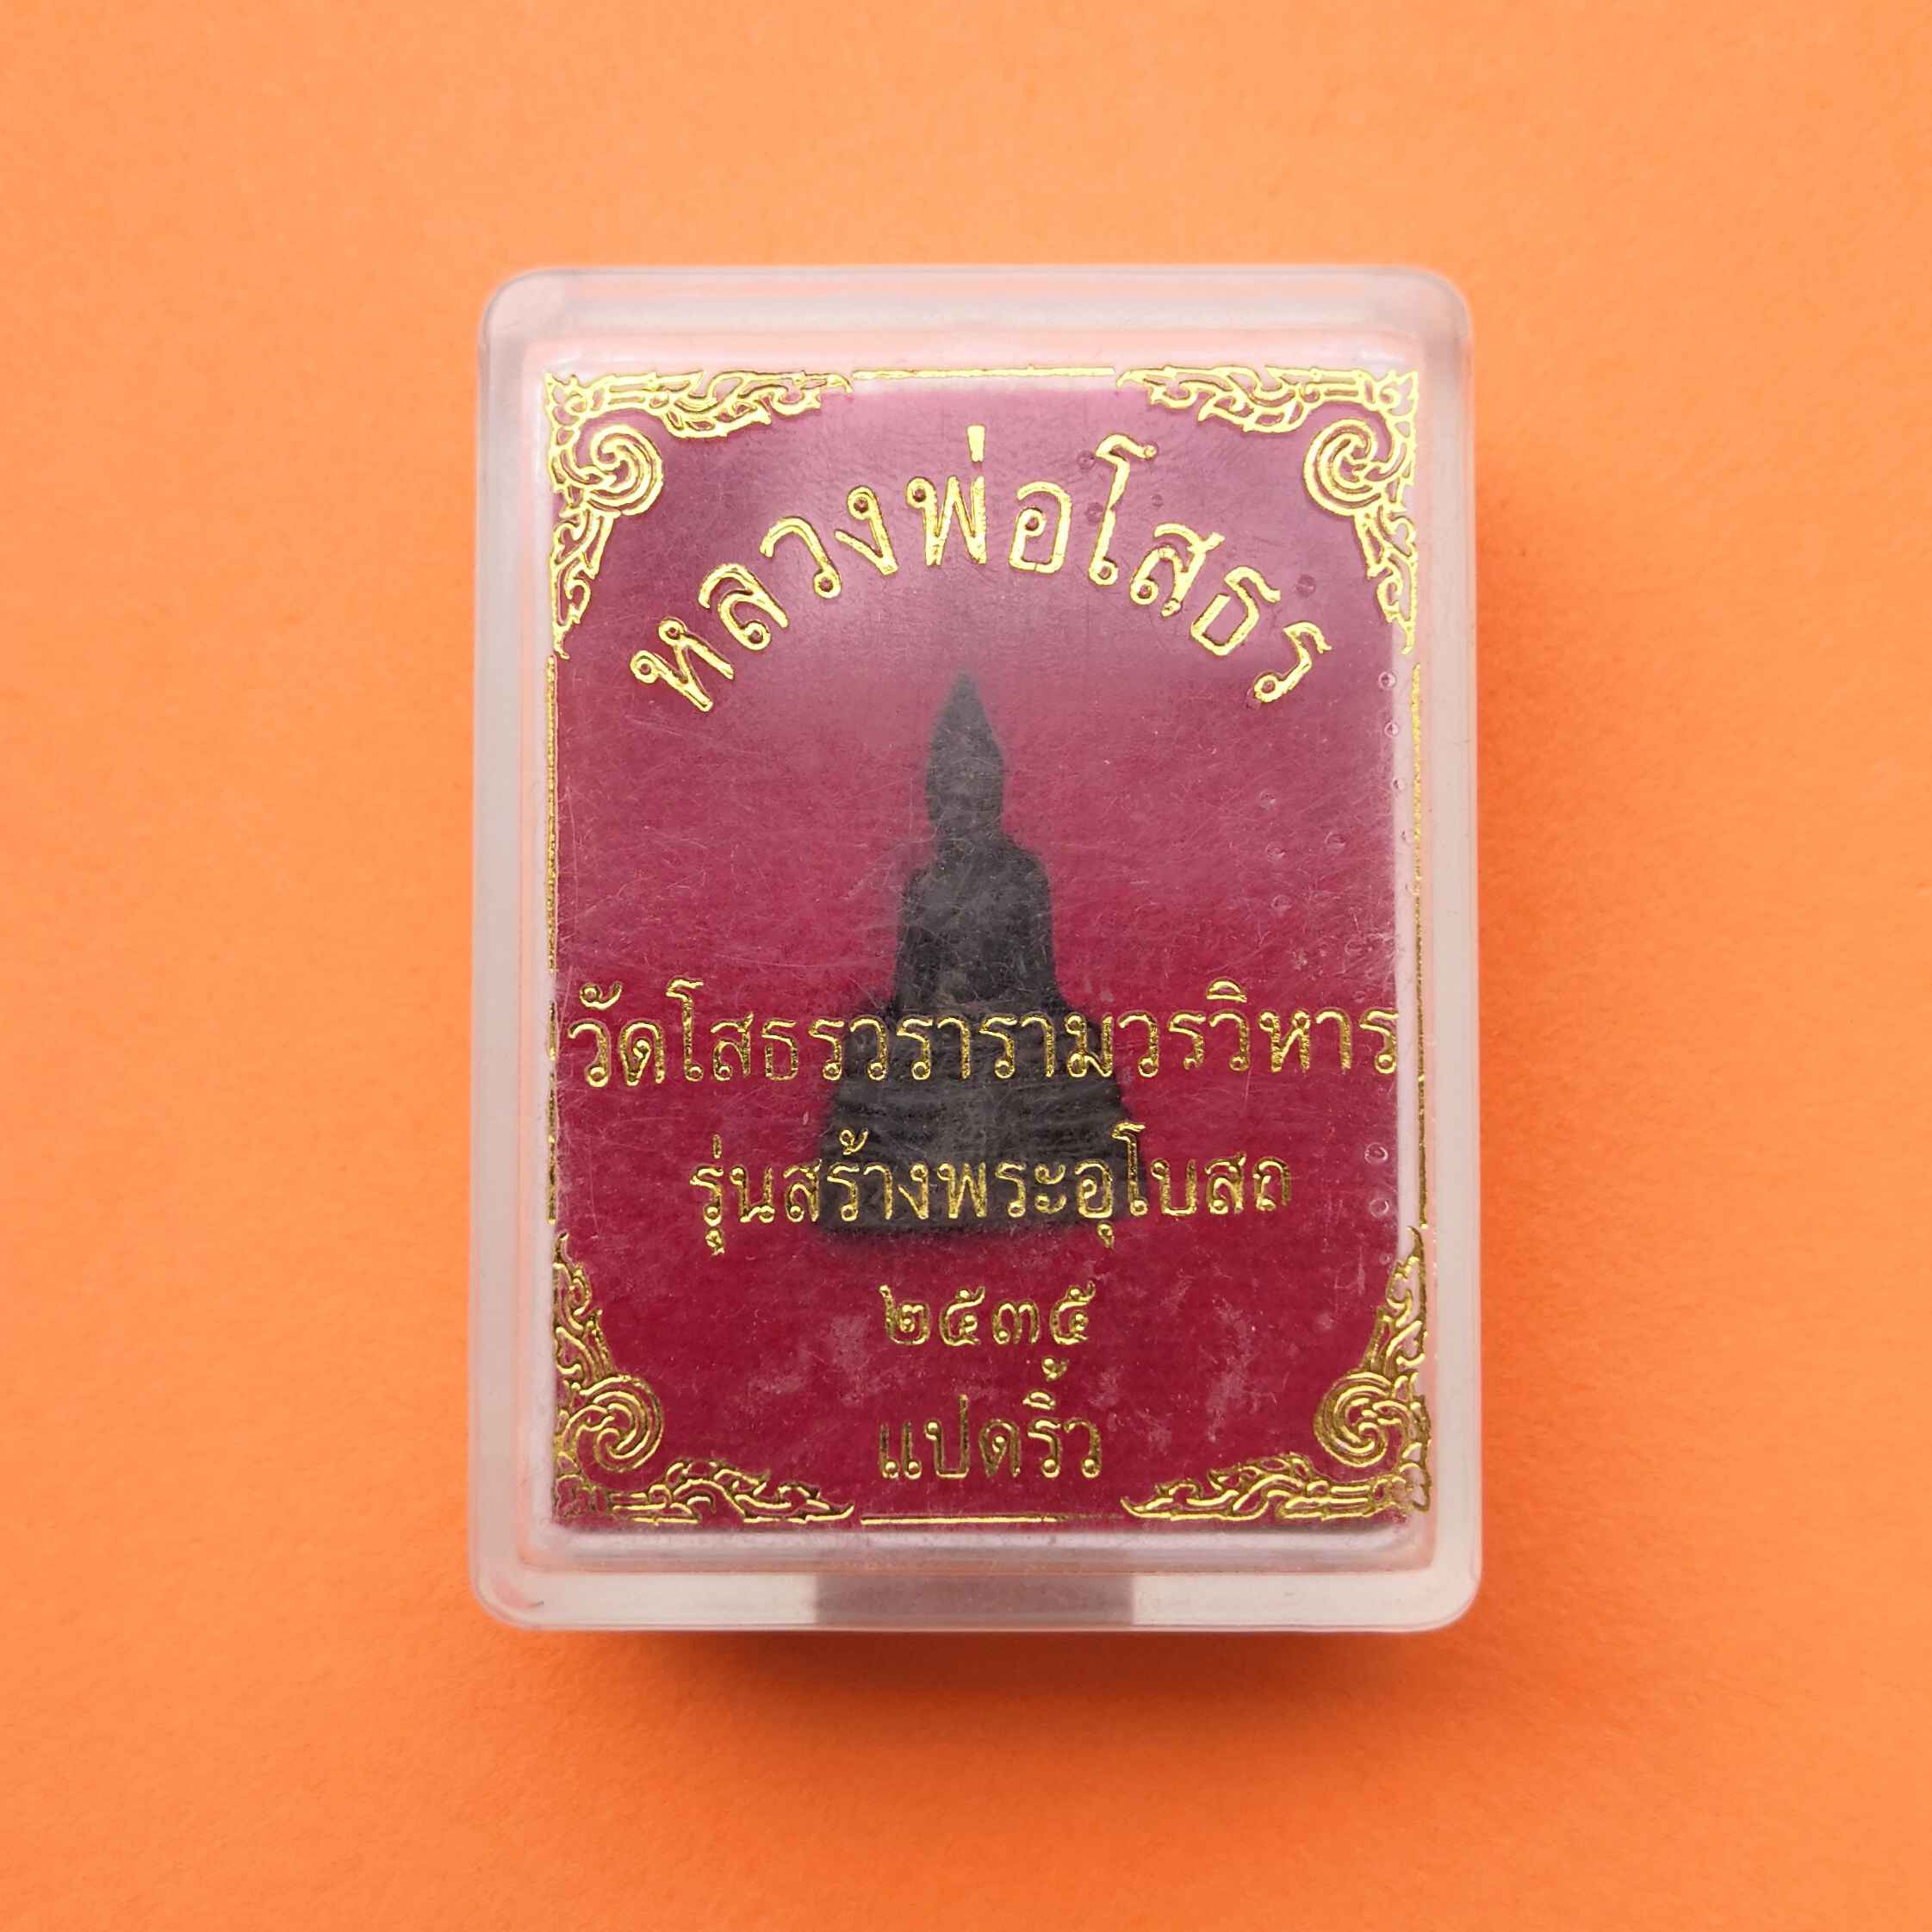 หลวงพ่อโสธร
วัดโสธรวรารามวรวิหาร
รุ่นสร้างพระอุโบสถ
๒๕๓๕
แปดริ้ว